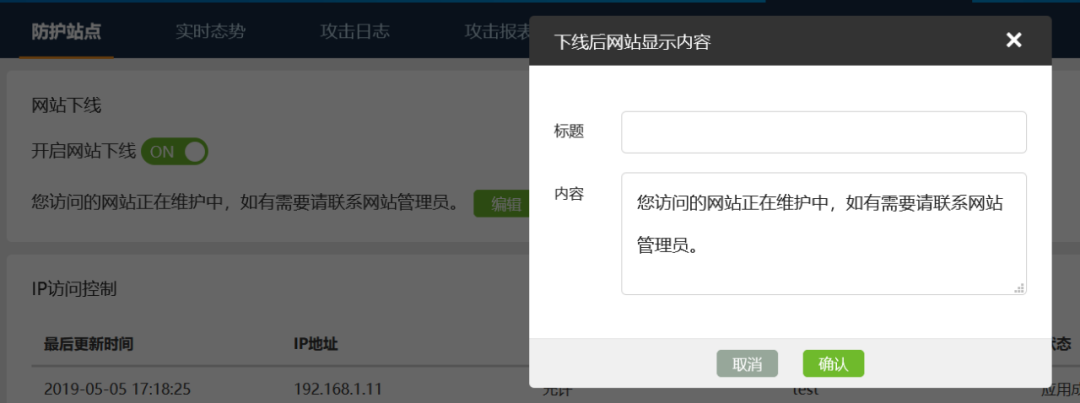 防护站点 实时态势 攻击日志 攻击报表
下线后网站显示内容
网站下线
开启网站下线 ON
您访问的网站正在维护中，如有需要请联系网站管理员。 编辑
标题
内容
您访问的网站正在维护中，如有需要请联系网站
管理员。
取消 确认
IP访问控制
最后更新时间 IP地址 状态
2019-05-05 17:18:25 192.168.1.11 允许 test 应用成